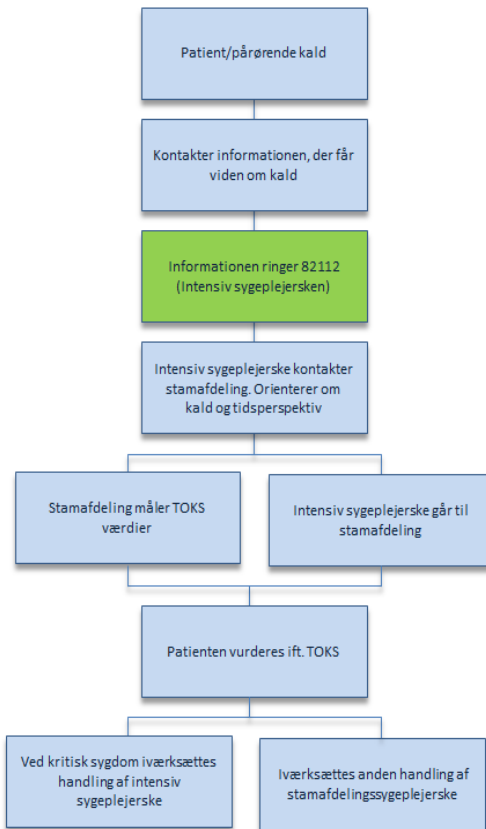 Patient/pårørende kald
Kontakter informationen, der får
viden om kald
Informationen ringer 82112
(Intensiv sygeplejersken)
Intensiv sygeplejerske kontakter
stamafdeling. Orienterer om
kald og tidsperspektiv
Stamafdeling måler TOKS
værdier
Intensiv sygeplejerske går til
stamafdeling
Patienten vurderes ift. TOKS
Ved kritisk sygdom iværksættes
handling af intensiv
sygeplejerske
Iværksættes anden handling af
stamafdelingssygeplejerske